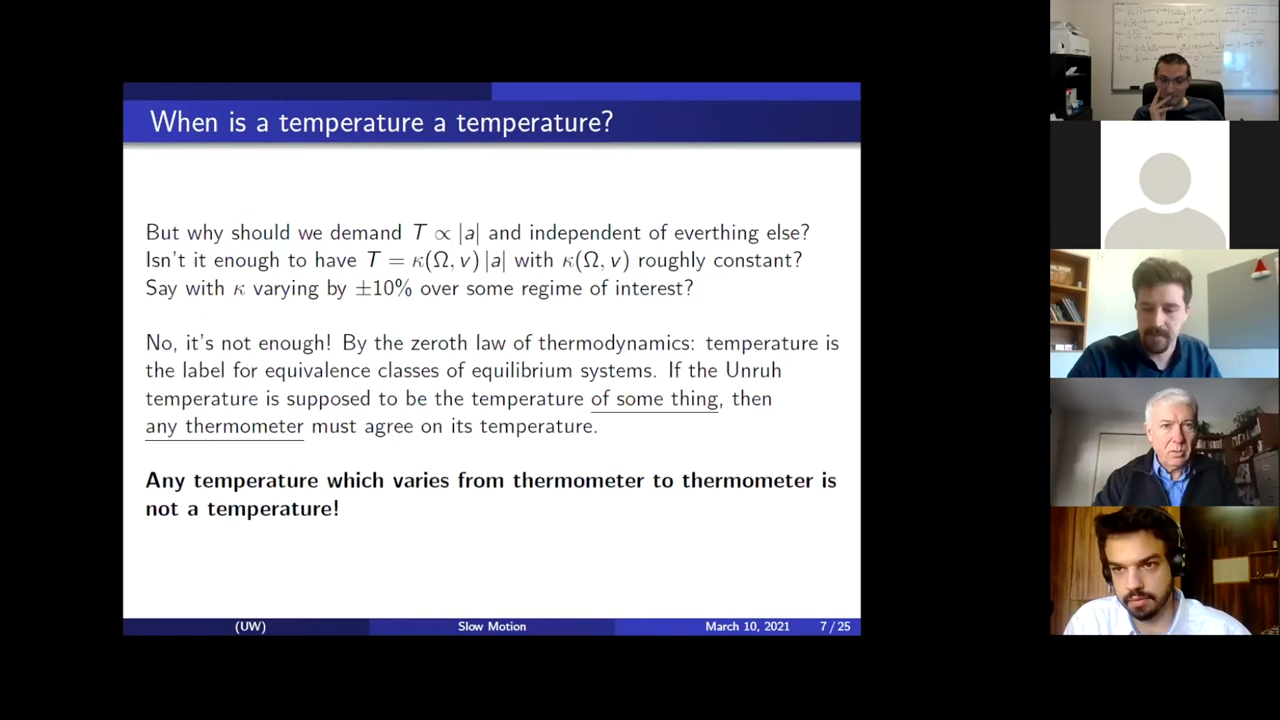 When is a temperature a temperature?
But why should we demand T ∝ |a| and independent of everthing else?
Isn't it enough to have T = κ(Ω, v) |a| with κ(Ω, v) roughly constant?
Say with κ varying by ±10% over some regime of interest?
No, it's not enough! By the zeroth law of thermodynamics: temperature is
the label for equivalence classes of equilibrium systems. If the Unruh
temperature is supposed to be the temperature of some thing, then
any thermometer must agree on its temperature.
Any temperature which varies from thermometer to thermometer is
not a temperature!
(UW) Slow Motion March 10, 2021 7 / 25